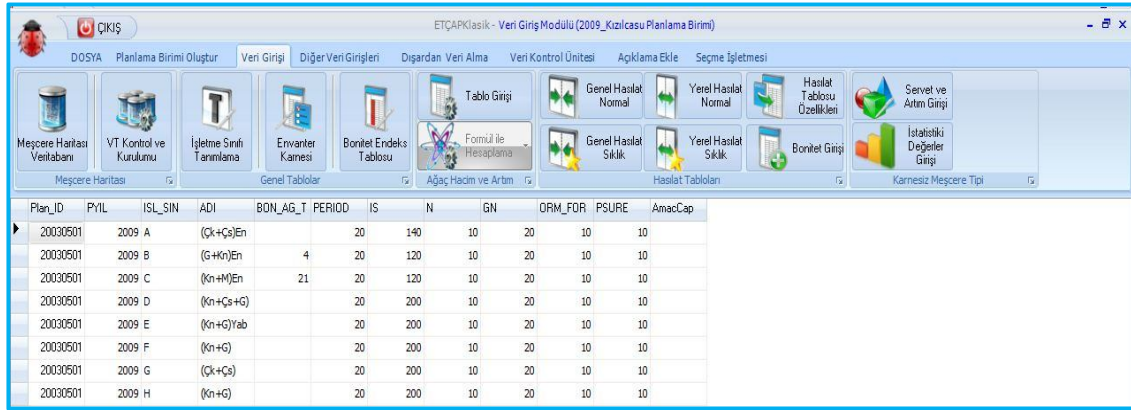 ÇIKIŞ
ETÇAPKlasik - Veri Giriş Modülü (2009_Kızılcasu Planlama Birimi)
DOSYA Planlama Birimi Oluştur Veri Girişi Diğer Veri Girişleri Dışardan Veri Alma Veri Kontrol Ünitesi Açıklama Ekle Seçme İşletmesi
Meşcere Haritası
Veritabanı
VT Kontrol ve
Kurulumu
Meşcere Haritası
İşletme Sınıfı
Tanımlama
Envanter
Karnesi
Bonitet Endeks
Tablosu
Genel Tablolar
Tablo Girişi
Formül ile
Hesaplama
Ağaç Hacim ve Artım
Genel Hasılat
Normal
Yerel Hasılat
Normal
Hasılat
Tablosu
Özellikleri
Genel Hasılat
Sıklık
Yerel Hasılat
Sıklık
Bonitet Girişi
Hasılat Tabloları
Servet ve
Artım Girişi
İstatistiki
Değerler
Girişi
Karnesiz Meşcere Tipi
Plan_ID PYIL ISL_SIN ADI BON_AG_T PERIOD IS N GN ORM_FOR PSURE AmacCap
20030501 2009 A (Çk+Çs)En 20 140 10 20 10 10
20030501 2009 B (G+Kn)En 4 20 120 10 20 10 10
20030501 2009 C (Kn+M)En 21 20 120 10 20 10 10
20030501 2009 D (Kn+Çs+G) 20 200 10 20 10 10
20030501 2009 E (Kn+G)Yab 20 200 10 20 10 10
20030501 2009 F (Kn+G) 20 200 10 20 10 10
20030501 2009 G (Çk+Çs) 20 200 10 20 10 10
20030501 2009 H (Kn+G) 20 200 10 20 10 10